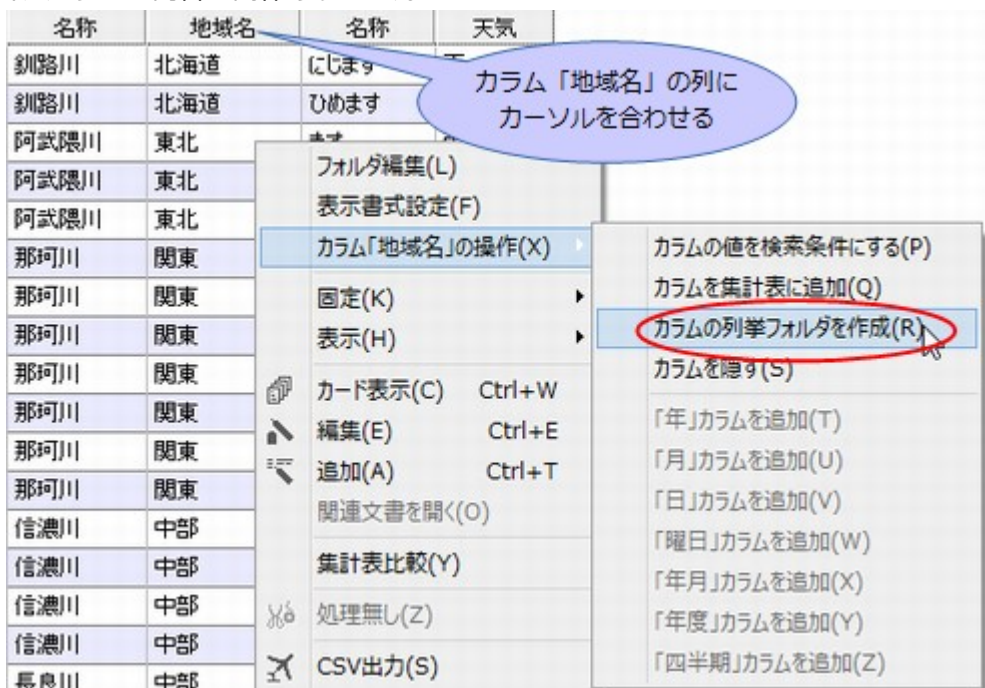 名称 地域名 名称 天気
釧路川 北海道 にじます
釧路川 北海道 ひめます
阿武隈川 東北
阿武隈川 東北
阿武隈川 東北
那珂川 関東
那珂川 関東
那珂川 関東
那珂川 関東
那珂川 関東
那珂川 関東
那珂川 関東
信濃川 中部
信濃川 中部
信濃川 中部
信濃川 中部
長良川 中部
カラム「地域名」の列に
カーソルを合わせる
フォルダ編集(L)
表示書式設定(F)
カラム「地域名」の操作(X)
固定(K)
表示(H)
カード表示(C) Ctrl+W
編集(E) Ctrl+E
追加(A) Ctrl+T
関連文書を開く(O)
集計表比較(Y)
処理無し(Z)
CSV出力(S)
カラムの値を検索条件にする(P)
カラムを集計表に追加(Q)
カラムの列挙フォルダを作成(R)
カラムを隠す(S)
「年」カラムを追加(T)
「月」カラムを追加(U)
「日」カラムを追加(V)
「曜日」カラムを追加(W)
「年月」カラムを追加(X)
「年度」カラムを追加(Y)
「四半期」カラムを追加(Z)